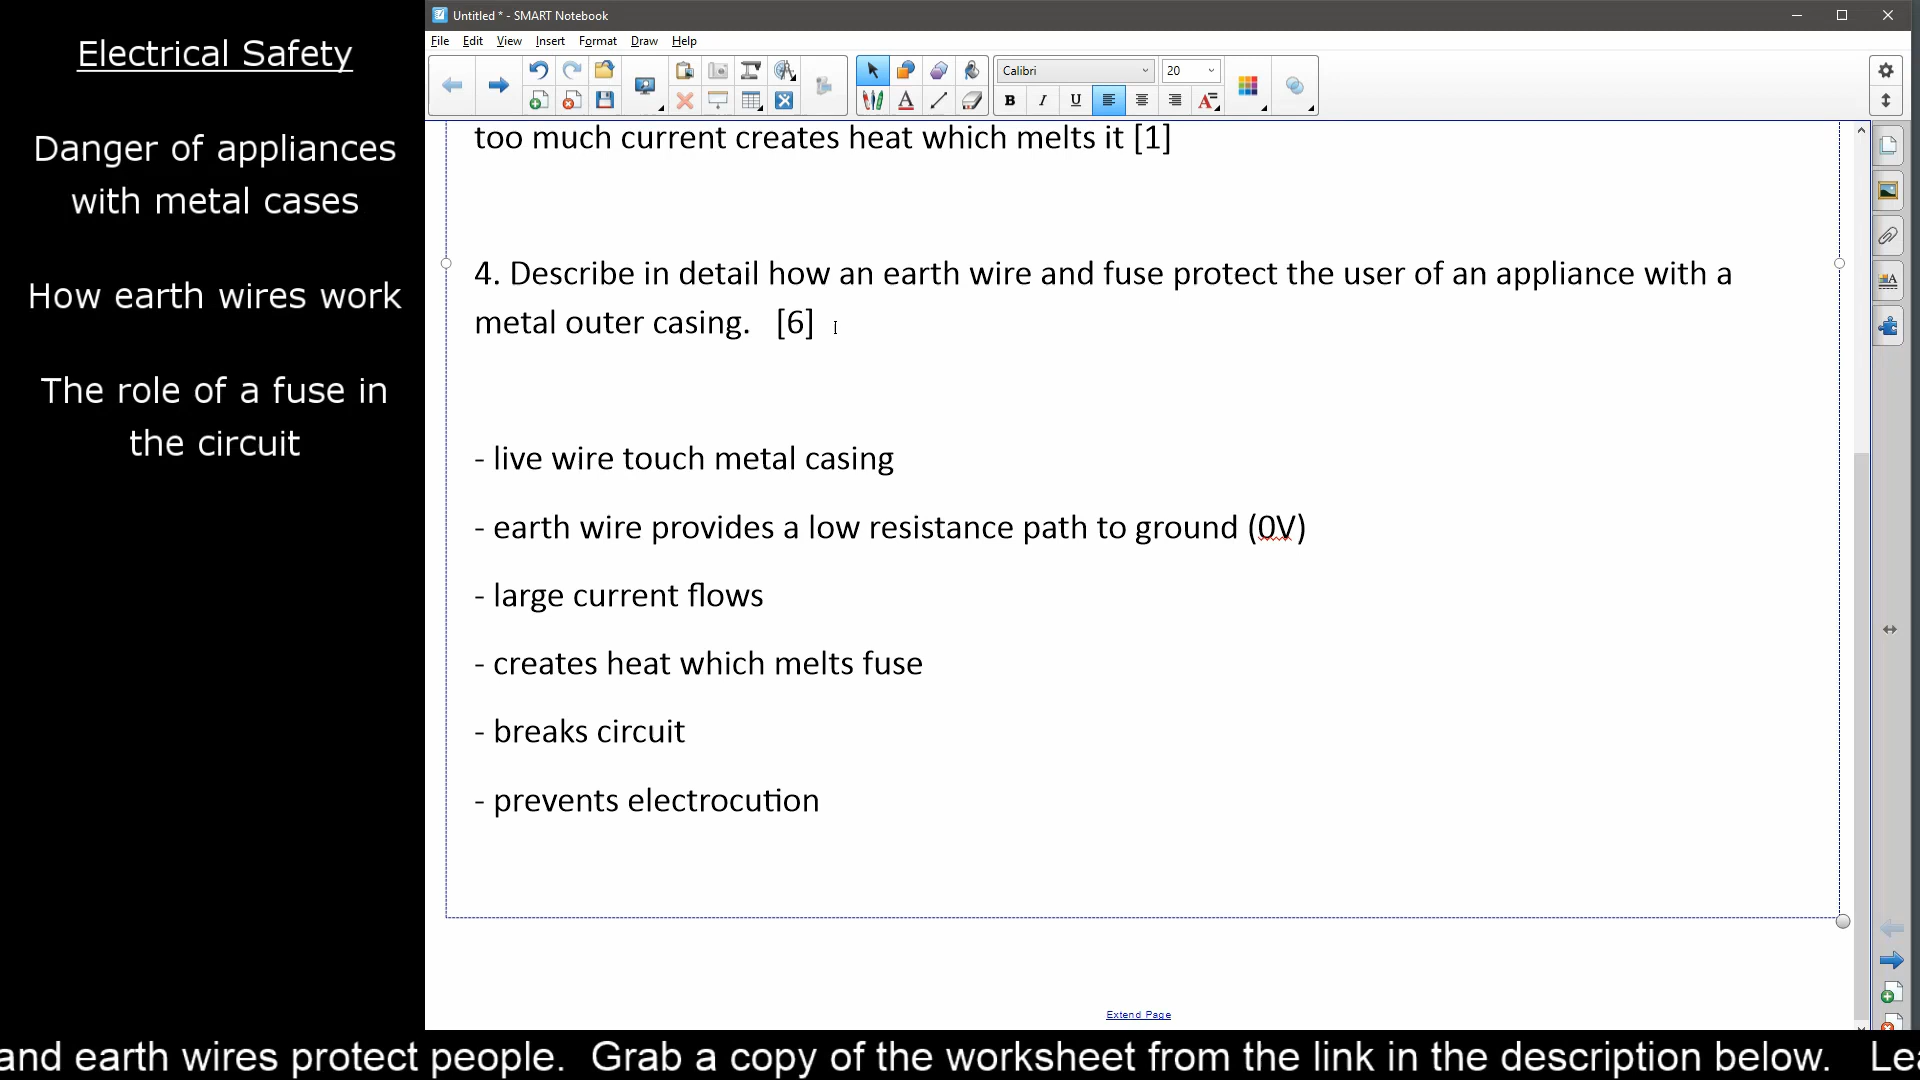 Electrical Safety
Danger of appliances
with metal cases
How earth wires work
The role of a fuse in
the circuit
Untitled * - SMART Notebook
File Edit View Insert Format Draw Help
Calibri
20
B I U
too much current creates heat which melts it [1]
4. Describe in detail how an earth wire and fuse protect the user of an appliance with a
metal outer casing. [6]
- live wire touch metal casing
- earth wire provides a low resistance path to ground (0V)
- large current flows
- creates heat which melts fuse
- breaks circuit
- prevents electrocution
Extend Page
and earth wires protect people. Grab a copy of the worksheet from the link in the description below. Lea